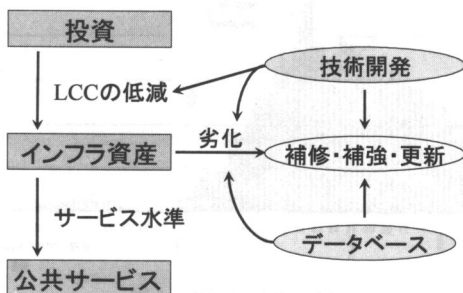 投資
技術開発
LCCの低減
劣化
インフラ資産
補修・補強・更新
サービス水準
データベース
公共サービス